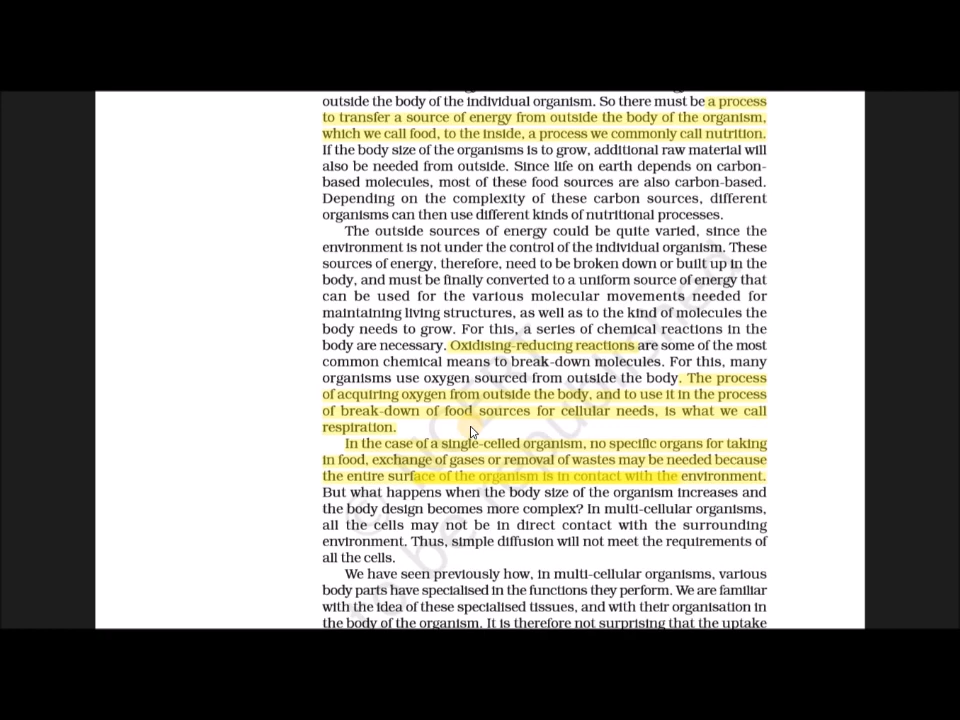 outside the body of the individual organism. So there must be a process
to transfer a source of energy from outside the body of the organism,
which we call food, to the inside, a process we commonly call nutrition.
If the body size of the organisms is to grow, additional raw material will
also be needed from outside. Since life on earth depends on carbon-
based molecules, most of these food sources are also carbon-based.
Depending on the complexity of these carbon sources, different
organisms can then use different kinds of nutritional processes.
The outside sources of energy could be quite varied, since the
environment is not under the control of the individual organism. These
sources of energy, therefore, need to be broken down or built up in the
body, and must be finally converted to a uniform source of energy that
can be used for the various molecular movements needed for
maintaining living structures, as well as to the kind of molecules the
body needs to grow. For this, a series of chemical reactions in the
body are necessary. Oxidising-reducing reactions are some of the most
common chemical means to break-down molecules. For this, many
organisms use oxygen sourced from outside the body. The process
of acquiring oxygen from outside the body, and to use it in the process
of break-down of food sources for cellular needs, is what we call
respiration.
In the case of a single-celled organism, no specific organs for taking
in food, exchange of gases or removal of wastes may be needed because
the entire surface of the organism is in contact with the environment.
But what happens when the body size of the organism increases and
the body design becomes more complex? In multi-cellular organisms,
all the cells may not be in direct contact with the surrounding
environment. Thus, simple diffusion will not meet the requirements of
all the cells.
We have seen previously how, in multi-cellular organisms, various
body parts have specialised in the functions they perform. We are familiar
with the idea of these specialised tissues, and with their organisation in
the body of the organism. It is therefore not surprising that the uptake